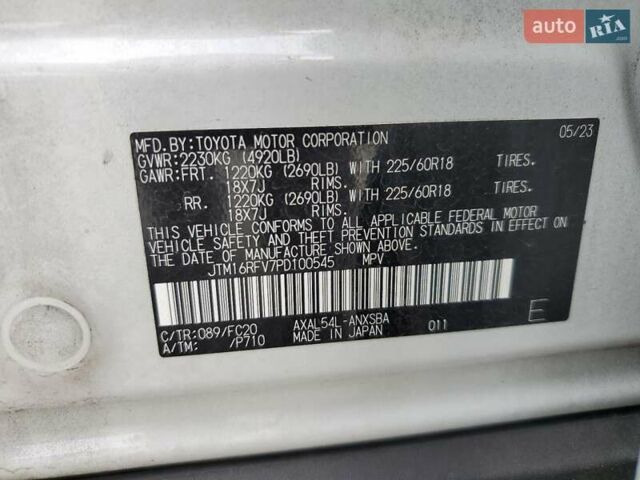 auto RIA.com
MFD.BY:TOYOTA MOTOR CORPORATION 05/23
GVWR:2230KG (4920LB)
GAWR:FRT. 1220KG (2690LB) WITH 225/60R18 TIRES.
18X7J RIMS.
RR. 1220KG (2690LB) WITH 225/60R18 TIRES.
18X7J RIMS.
THIS VEHICLE CONFORMS TO ALL APPLICABLE FEDERAL MOTOR
VEHICLE SAFETY AND THEFT PREVENTION STANDARDS IN EFFECT ON
THE DATE OF MANUFACTURE SHOWN ABOVE.
JTM16RFV7PD100545 MPV
C/TR:089/FC20 AXAL54L-ANXSBA 011 E
A/TM: /P710 MADE IN JAPAN